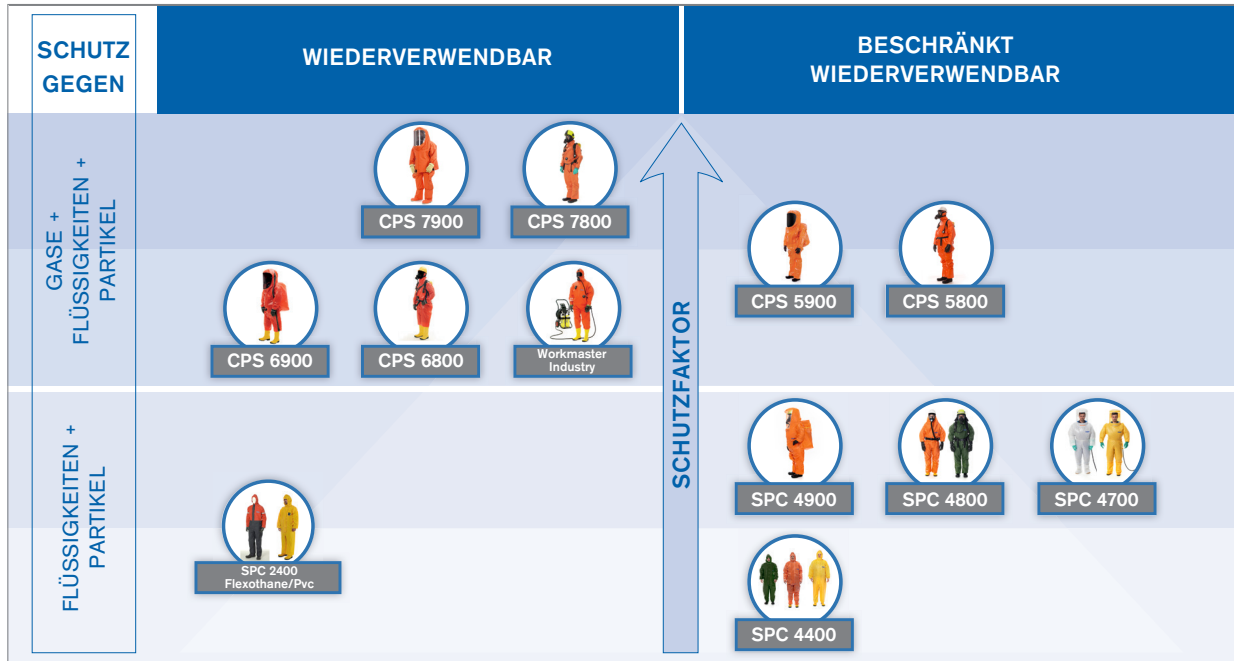 SCHUTZ
GEGEN
WIEDERVERWENDBAR
BESCHRÄNKT
WIEDERVERWENDBAR
GASE +
FLÜSSIGKEITEN +
PARTIKEL
CPS 7900
CPS 7800
CPS 5900
CPS 5800
CPS 6900
CPS 6800
Workmaster
Industry
SCHUTZFAKTOR
FLÜSSIGKEITEN +
PARTIKEL
SPC 4900
SPC 4800
SPC 4700
SPC 2400
Flexothane/Pvc
SPC 4400